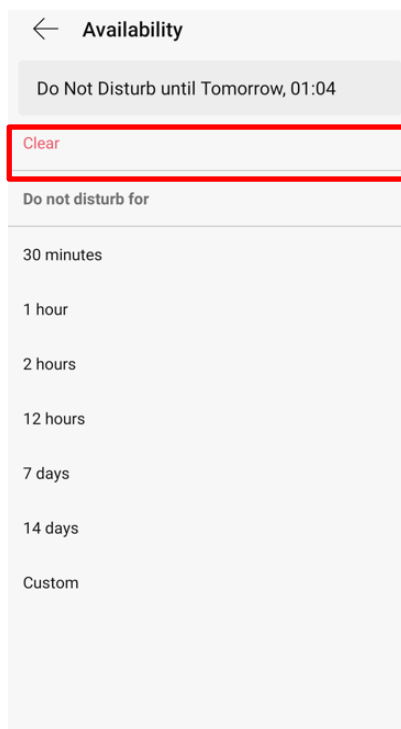 Availability
Do Not Disturb until Tomorrow, 01:04
Clear
Do not disturb for
30 minutes
1 hour
2 hours
12 hours
7 days
14 days
Custom